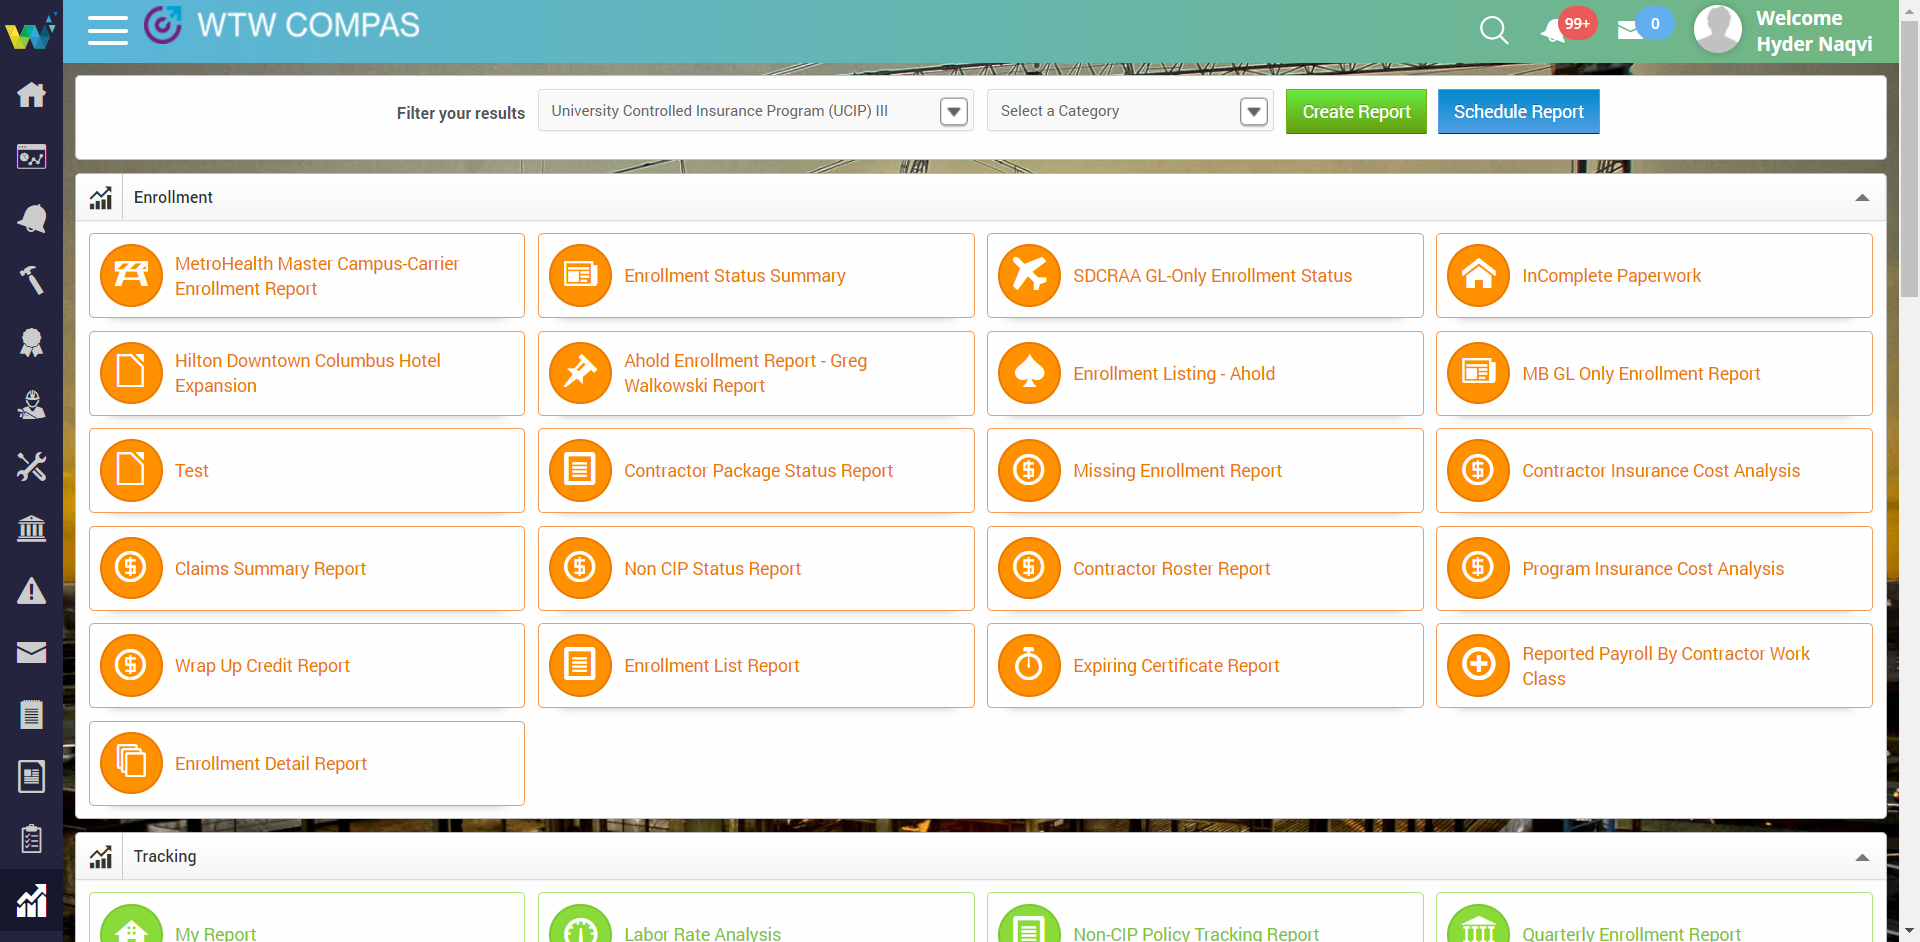 WTW COMPAS
99+
0
Welcome
Hyder Naqvi
Filter your results
University Controlled Insurance Program (UCIP) III
Select a Category
Create Report
Schedule Report
Enrollment
MetroHealth Master Campus-Carrier
Enrollment Report
Enrollment Status Summary
SDCRAA GL-Only Enrollment Status
InComplete Paperwork
Hilton Downtown Columbus Hotel
Expansion
Ahold Enrollment Report - Greg
Walkowski Report
Enrollment Listing - Ahold
MB GL Only Enrollment Report
Test
Contractor Package Status Report
Missing Enrollment Report
Contractor Insurance Cost Analysis
Claims Summary Report
Non CIP Status Report
Contractor Roster Report
Program Insurance Cost Analysis
Wrap Up Credit Report
Enrollment List Report
Expiring Certificate Report
Reported Payroll By Contractor Work
Class
Enrollment Detail Report
Tracking
My Report
Labor Rate Analysis
Non-CIP Policy Tracking Report
Quarterly Enrollment Report